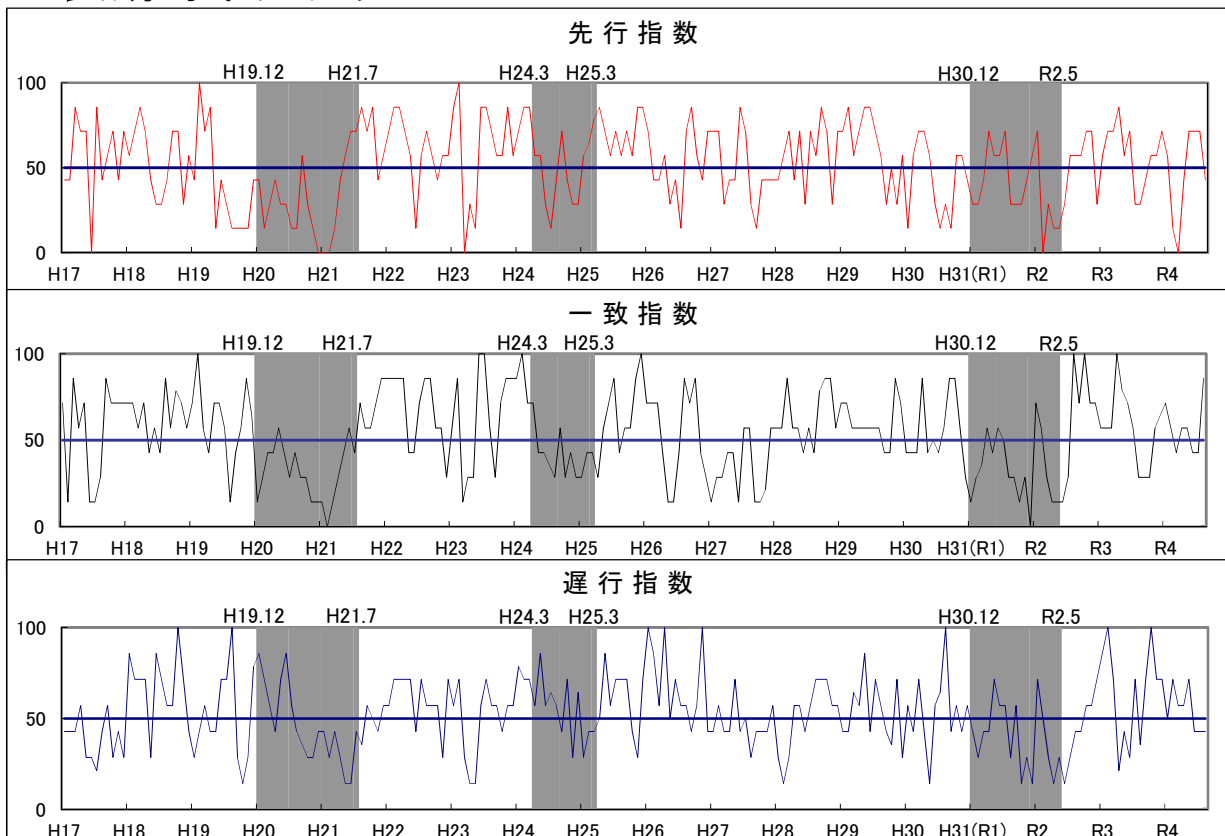 先行指数
H19.12 H21.7 H24.3 H25.3 H30.12 R2.5
100
50
0
H17 H18 H19 H20 H21 H22 H23 H24 H25 H26 H27 H28 H29 H30 H31(R1) R2 R3 R4
一致指数
H19.12 H21.7 H24.3 H25.3 H30.12 R2.5
100
50
0
H17 H18 H19 H20 H21 H22 H23 H24 H25 H26 H27 H28 H29 H30 H31(R1) R2 R3 R4
遅行指数
H19.12 H21.7 H24.3 H25.3 H30.12 R2.5
100
50
0
H17 H18 H19 H20 H21 H22 H23 H24 H25 H26 H27 H28 H29 H30 H31(R1) R2 R3 R4